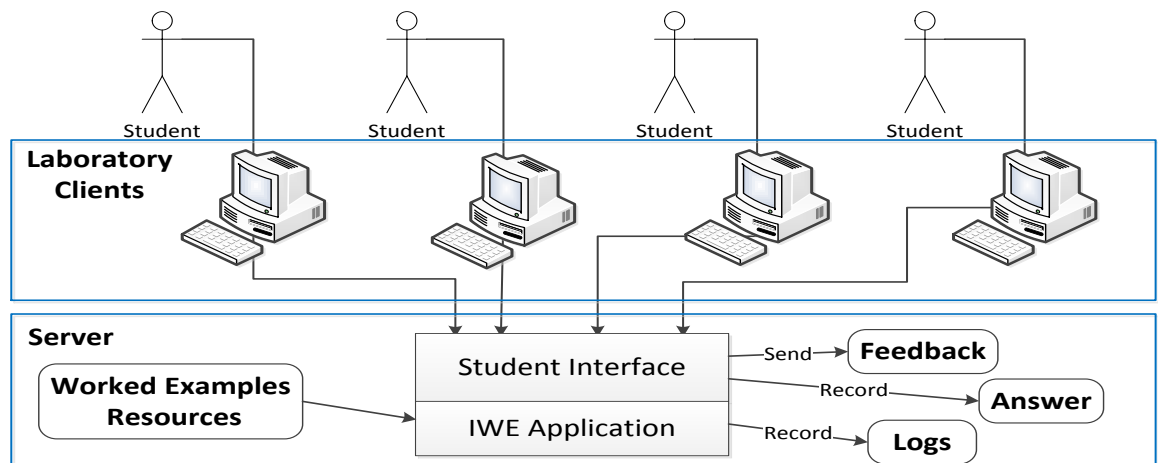 Student
Student
Student
Student
Laboratory
Clients
Server
Worked Examples
Resources
Student Interface
IWE Application
Send
Feedback
Record
Answer
Record
Logs